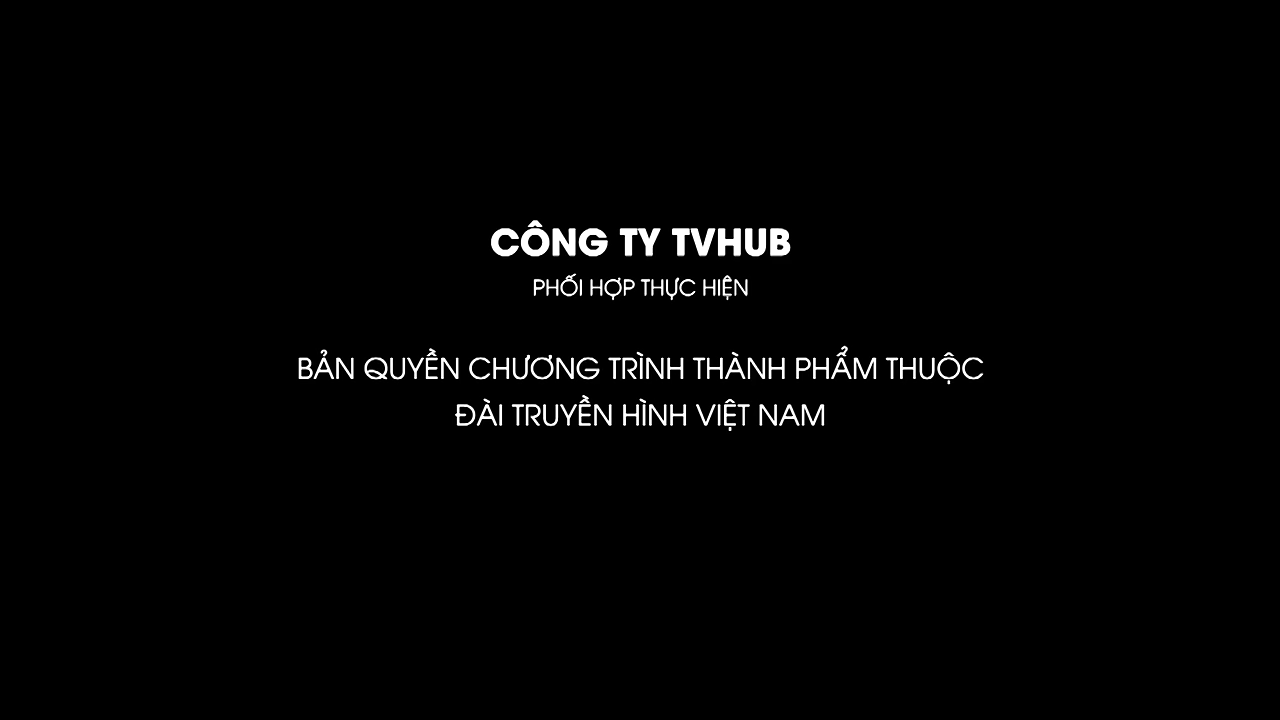 CÔNG TY TVHUB
PHỐI HỢP THỰC HIỆN
BẢN QUYỀN CHƯƠNG TRÌNH THÀNH PHẨM THUỘC
ĐÀI TRUYỀN HÌNH VIỆT NAM